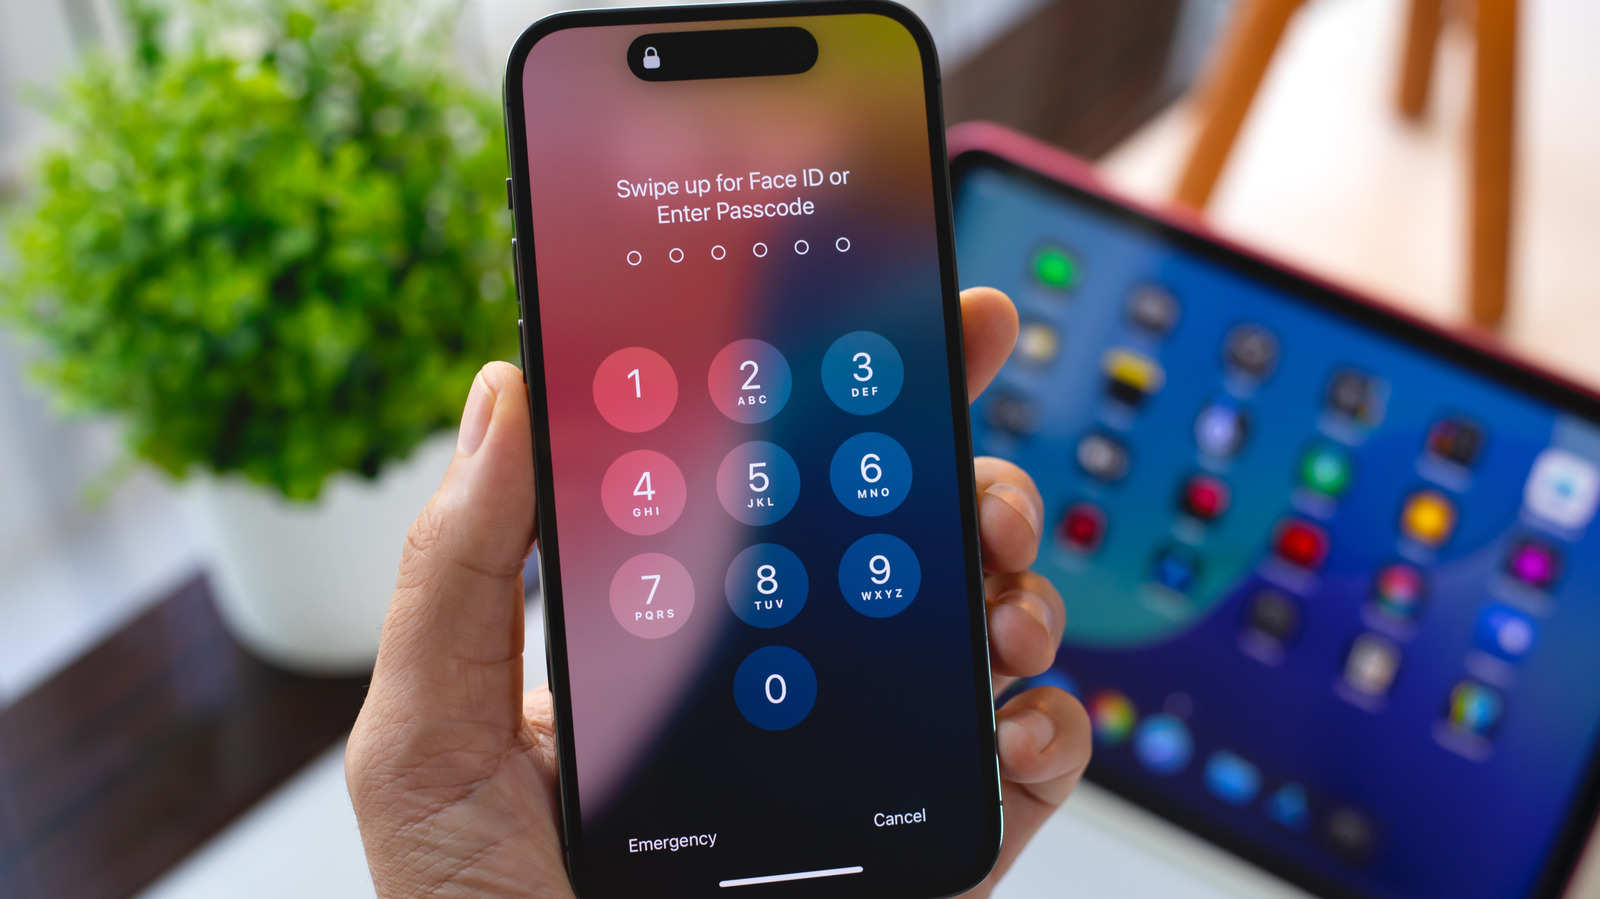 Swipe up for Face ID or
Enter Passcode
1
2
ABC
3
DEF
4
GHI
5
JKL
6
MNO
7
PQRS
8
TUV
9
WXYZ
0
Emergency
Cancel